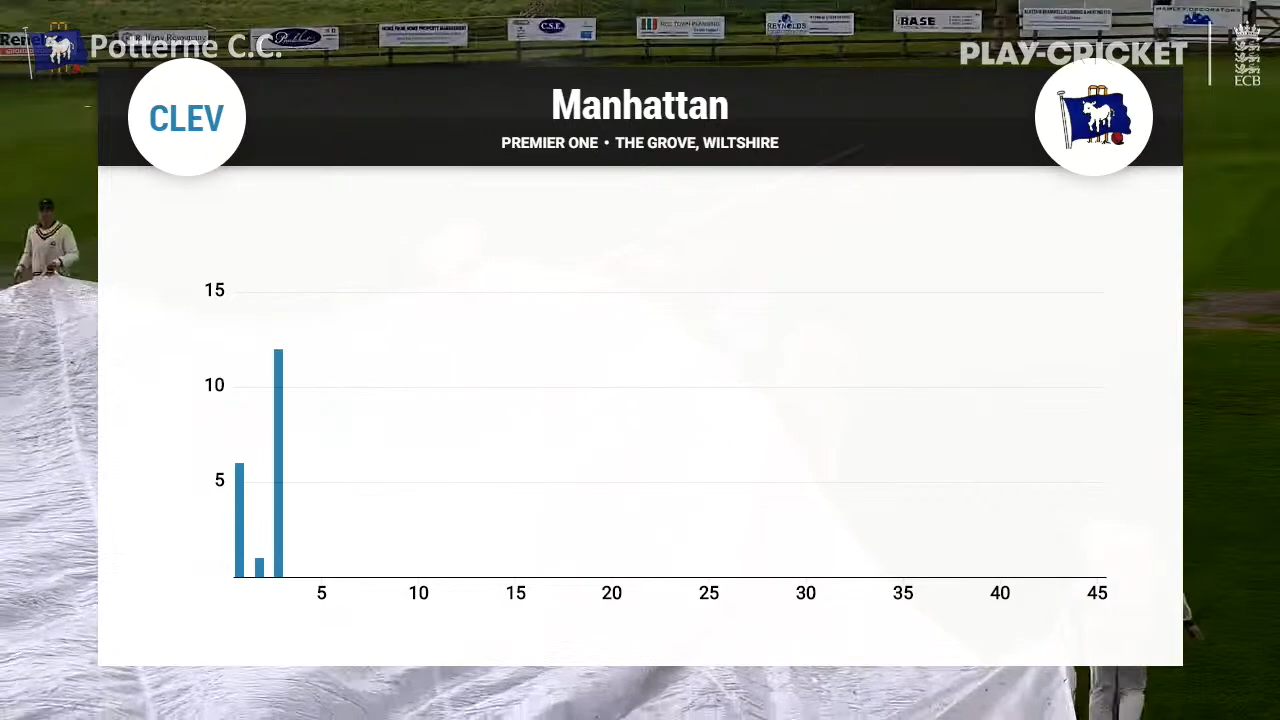 Potterne C.C.
C.S.E.
REYNOLDS
RASE
PLAY-CRICKET
ECB
CLEV
Manhattan
PREMIER ONE • THE GROVE, WILTSHIRE
15
10
5
5 10 15 20 25 30 35 40 45